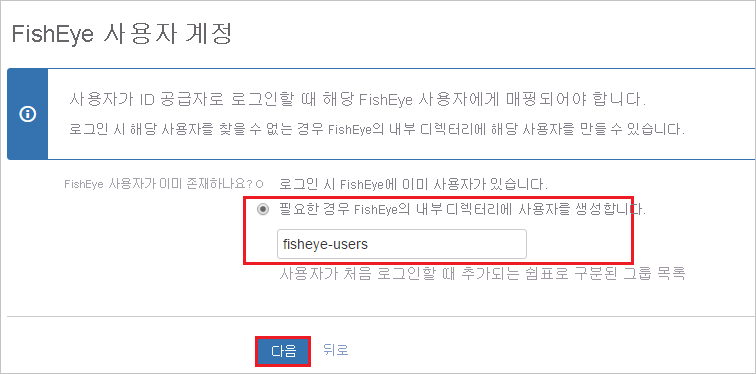 FishEye 사용자 계정
사용자가 ID 공급자로 로그인할 때 해당 FishEye 사용자에게 매핑되어야 합니다.
로그인 시 해당 사용자를 찾을 수 없는 경우 FishEye의 내부 디렉터리에 해당 사용자를 만들 수 있습니다.
FishEye 사용자가 이미 존재하나요? 로그인 시 FishEye에 이미 사용자가 있습니다.
필요한 경우 FishEye의 내부 디렉터리에 사용자를 생성합니다.
fisheye-users
사용자가 처음 로그인할 때 추가되는 쉼표로 구분된 그룹 목록
다음 뒤로